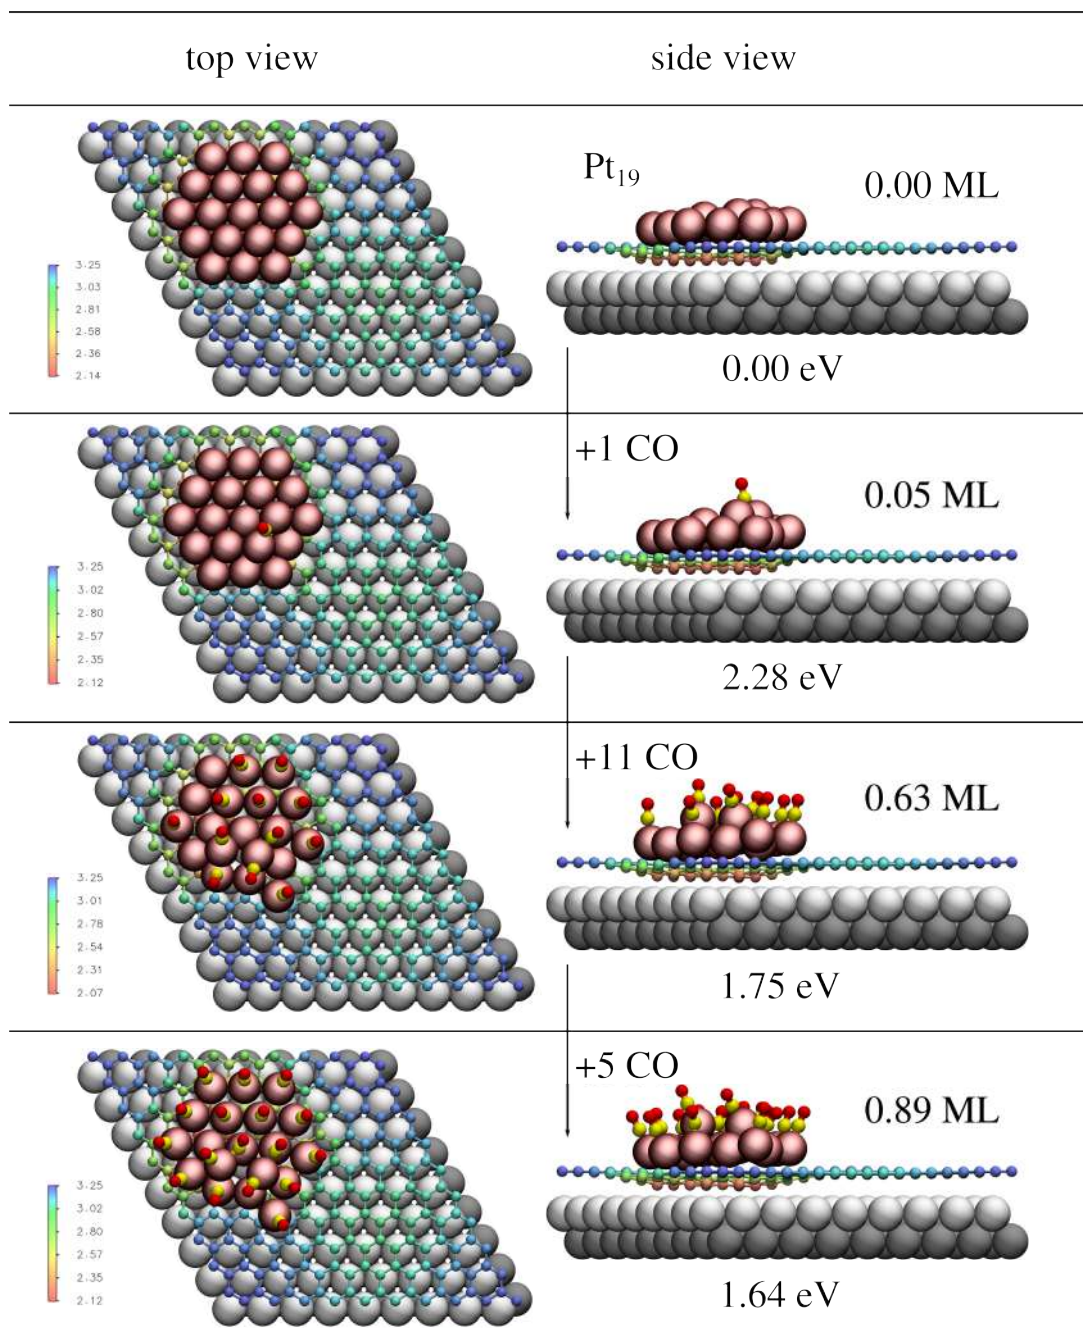 top view
side view
Pt₁₉
0.00 ML
3.25
3.03
2.81
2.58
2.36
2.14
0.00 eV
+1 CO
0.05 ML
3.25
3.02
2.80
2.57
2.35
2.12
2.28 eV
+11 CO
0.63 ML
3.25
3.01
2.78
2.54
2.31
2.07
1.75 eV
+5 CO
0.89 ML
3.25
3.02
2.80
2.57
2.35
2.12
1.64 eV